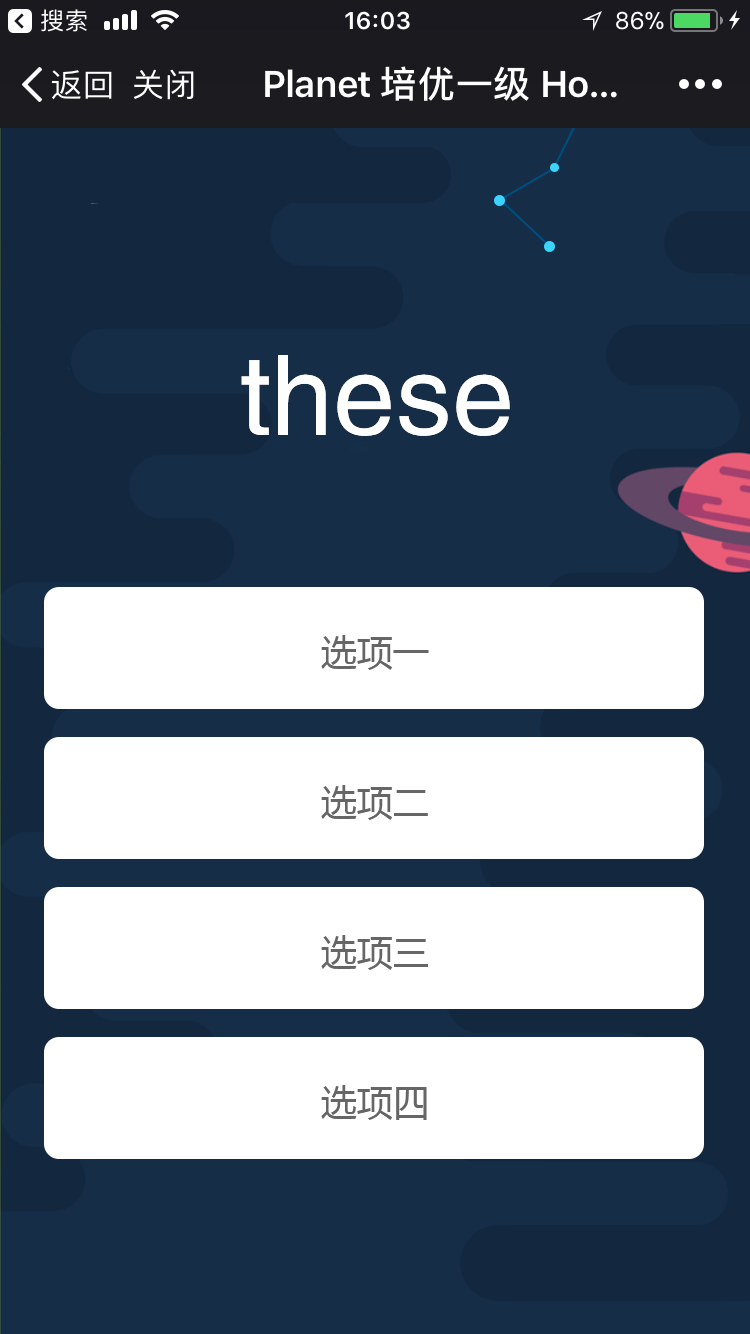 搜索 16:03 86%
返回 关闭 Planet 培优一级 Ho...
these
选项一
选项二
选项三
选项四